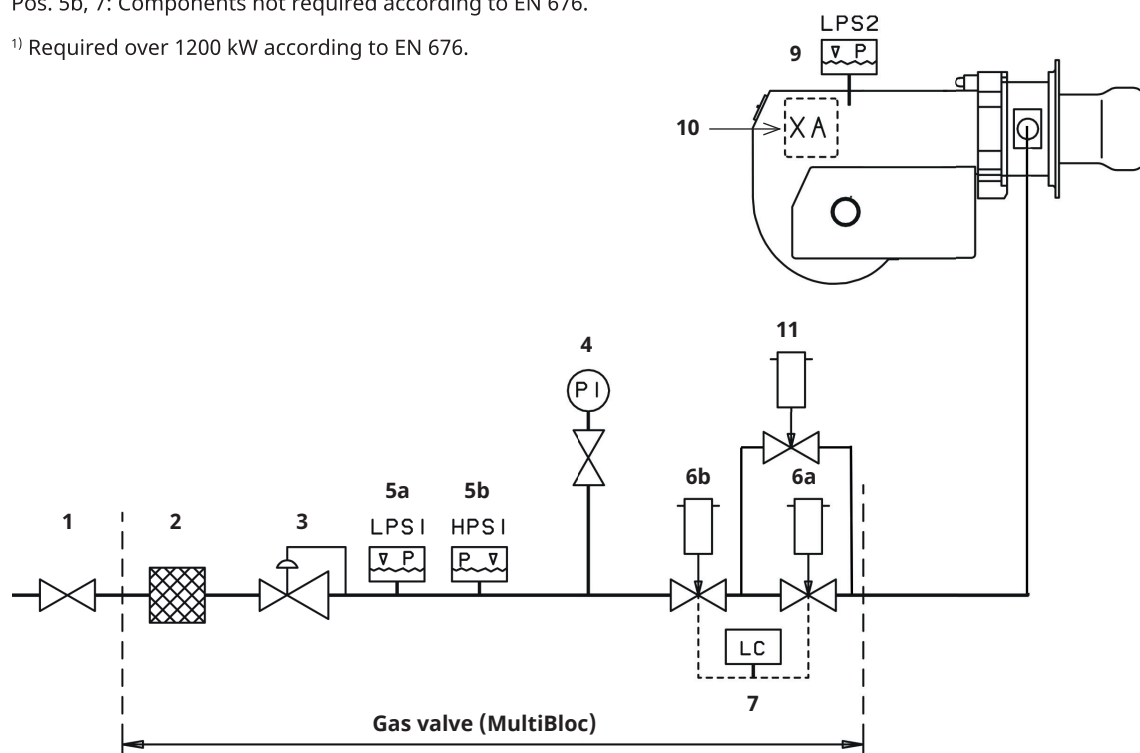 Pos. 5b, 7: Components not required according to EN 676.
1) Required over 1200 kW according to EN 676.
LPS2
9
P
10
XA
11
4
PI
6b
6a
5a
5b
LPS1
HPS1
1
2
3
P
P
LC
7
Gas valve (MultiBloc)